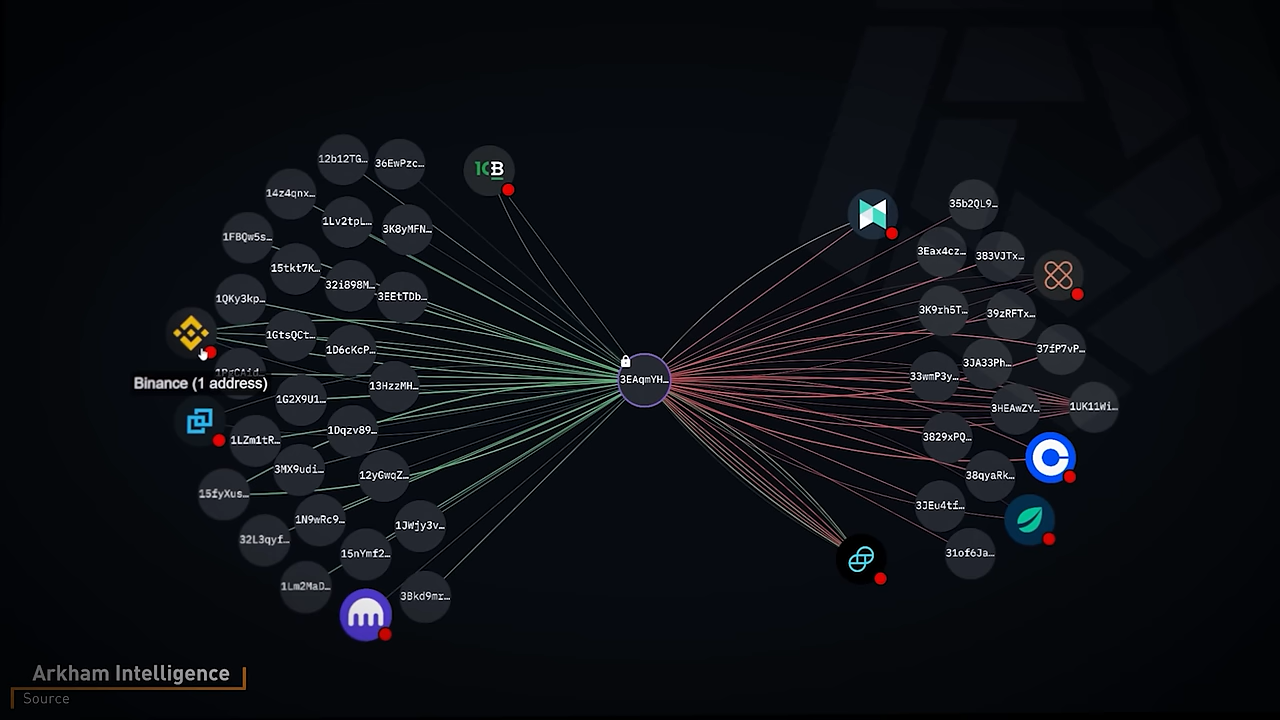 12b12TG…
36EwPzc…
10B
14z4qnx…
1Lv2tpL…
3K8yMFN…
1FBQw5s…
15tkt7K…
32i898M…
3EEtTDb…
1QKy3kp…
1GtsQCt…
1D6cKcP…
Binance (1 address)
13HzzMH…
1G2X9U1…
1LZm1tR…
1Dqzv89…
3MX9udi…
12yGwqZ…
15fyXus…
1N9wRc9…
1JWjy3v…
32L3qyf…
15nYmf2…
1Lm2MaD…
3Bkd9mr…
3EAqmYH…
35b2QL9…
3Eax4cz…
3B3VJTx…
3K9rh5T…
39zRFTx…
37fP7vP…
3JA33Ph…
33wmP3y…
3HEAwZY…
1UK11Wi…
3829xPQ…
38qyaRk…
3JEu4tf…
31of6Ja…
Arkham Intelligence
Source